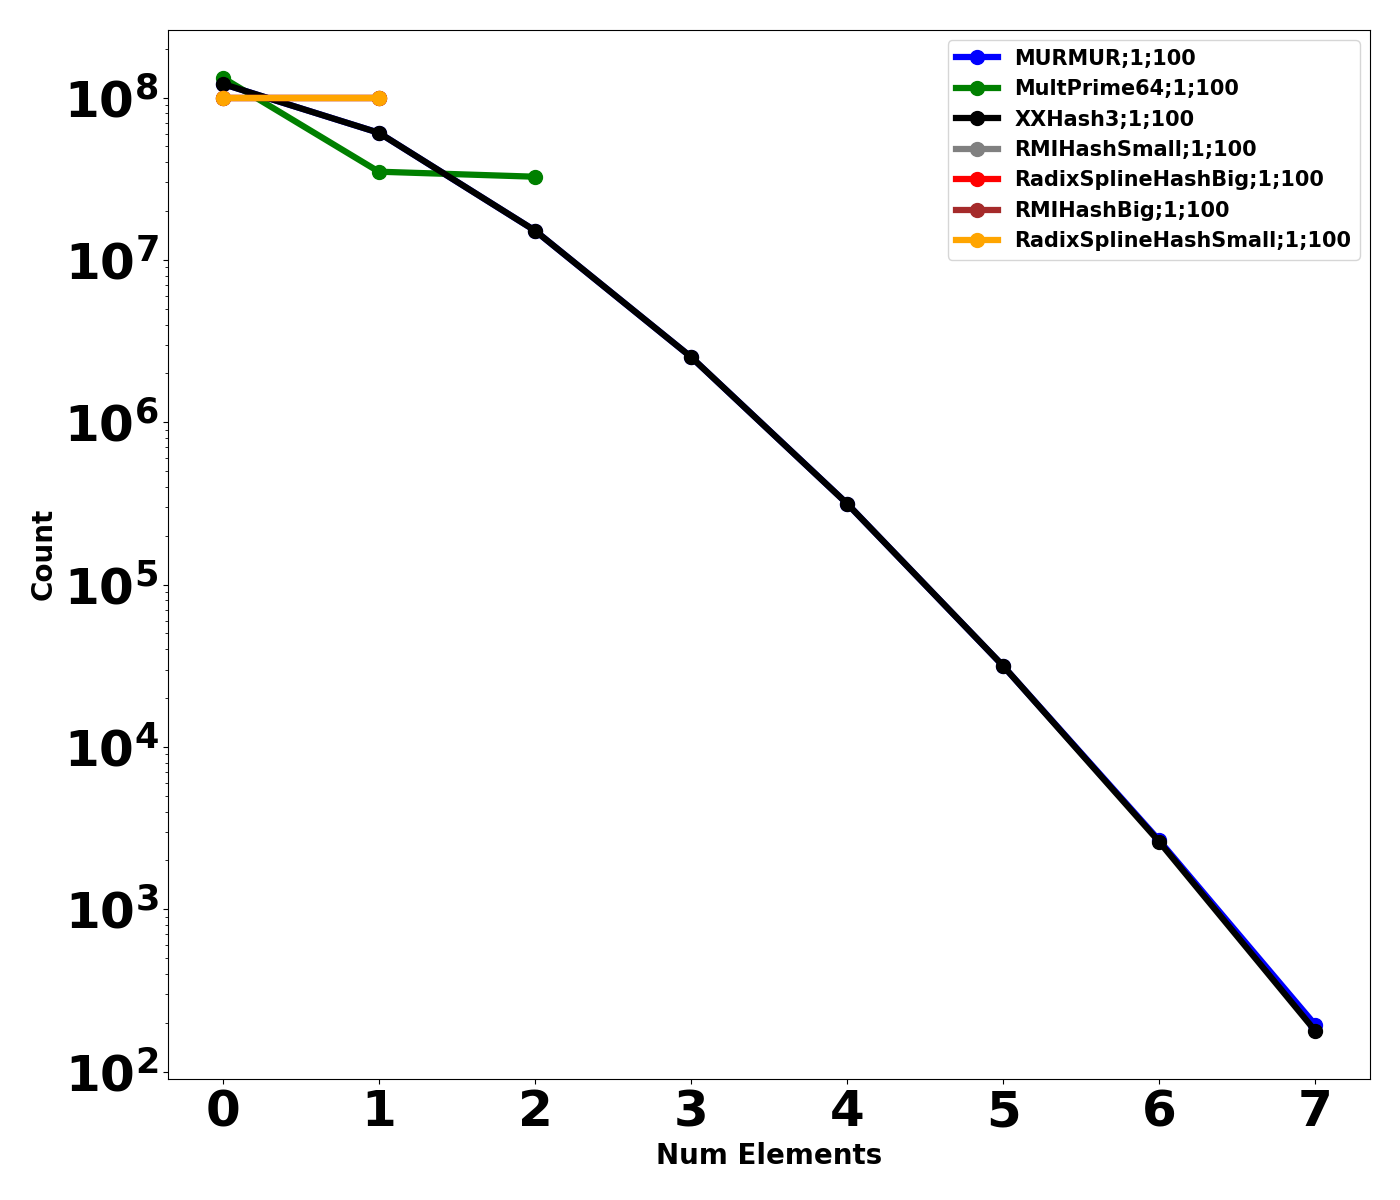 MURMUR;1;100
MultPrime64;1;100
XXHash3;1;100
RMIHashSmall;1;100
RadixSplineHashBig;1;100
RMIHashBig;1;100
RadixSplineHashSmall;1;100
10^8
10^7
10^6
10^5
10^4
10^3
10^2
Count
0 1 2 3 4 5 6 7
Num Elements